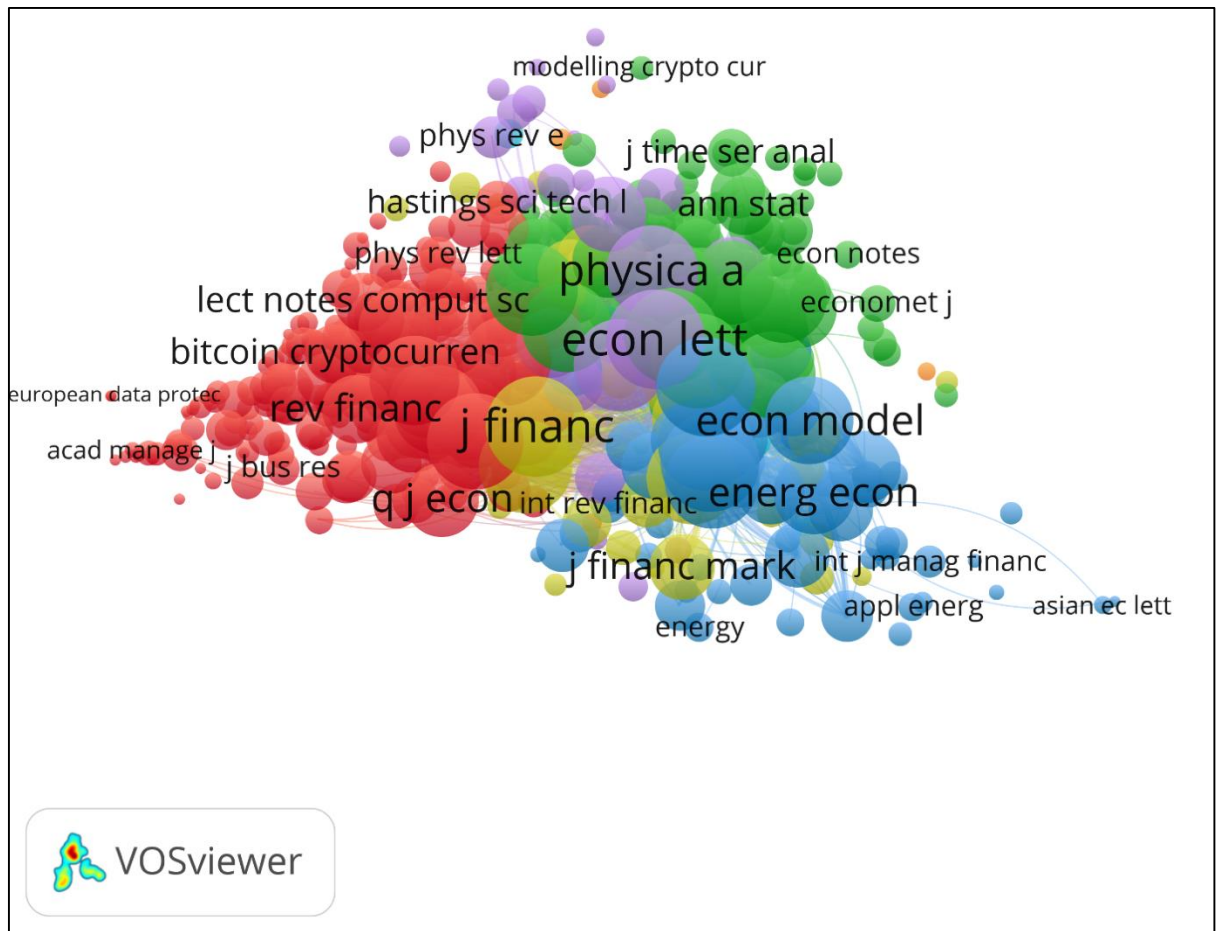 modelling crypto cur
phys rev e
j time ser anal
hastings sci tech l
ann stat
phys rev lett
physica a
econ notes
lect notes comput sc
economet j
econ lett
bitcoin cryptocurren
european data protec
rev financ
j financ
econ model
acad manage j
j bus res
q j econ
int rev financ
energ econ
j financ mark
int j manag financ
appl energ
asian ec lett
energy
VOSviewer